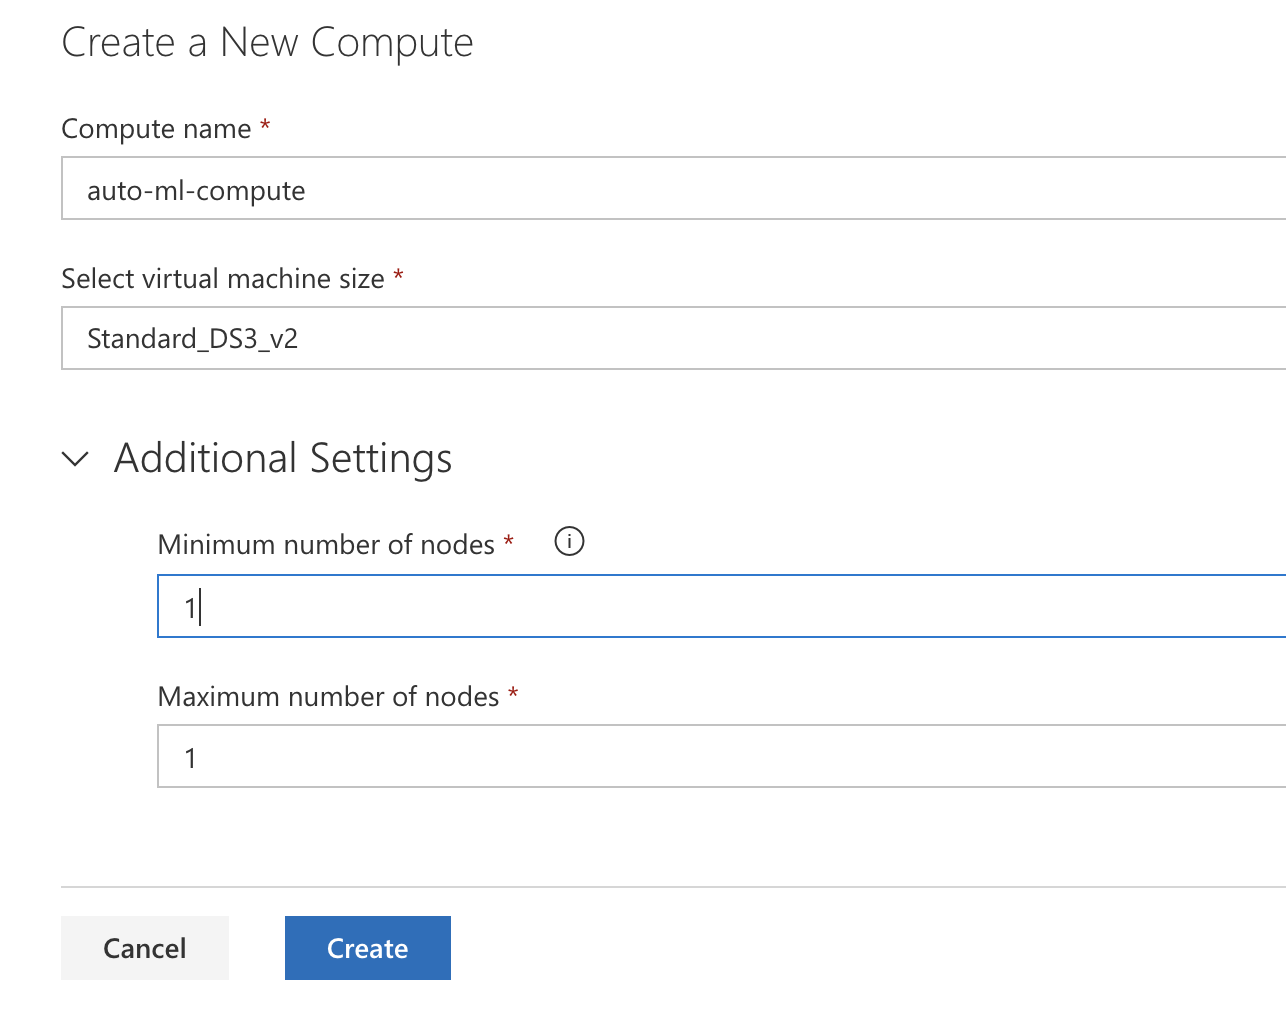 Create a New Compute
Compute name *
auto-ml-compute
Select virtual machine size *
Standard_DS3_v2
Additional Settings
Minimum number of nodes *
1
Maximum number of nodes *
1
Cancel Create